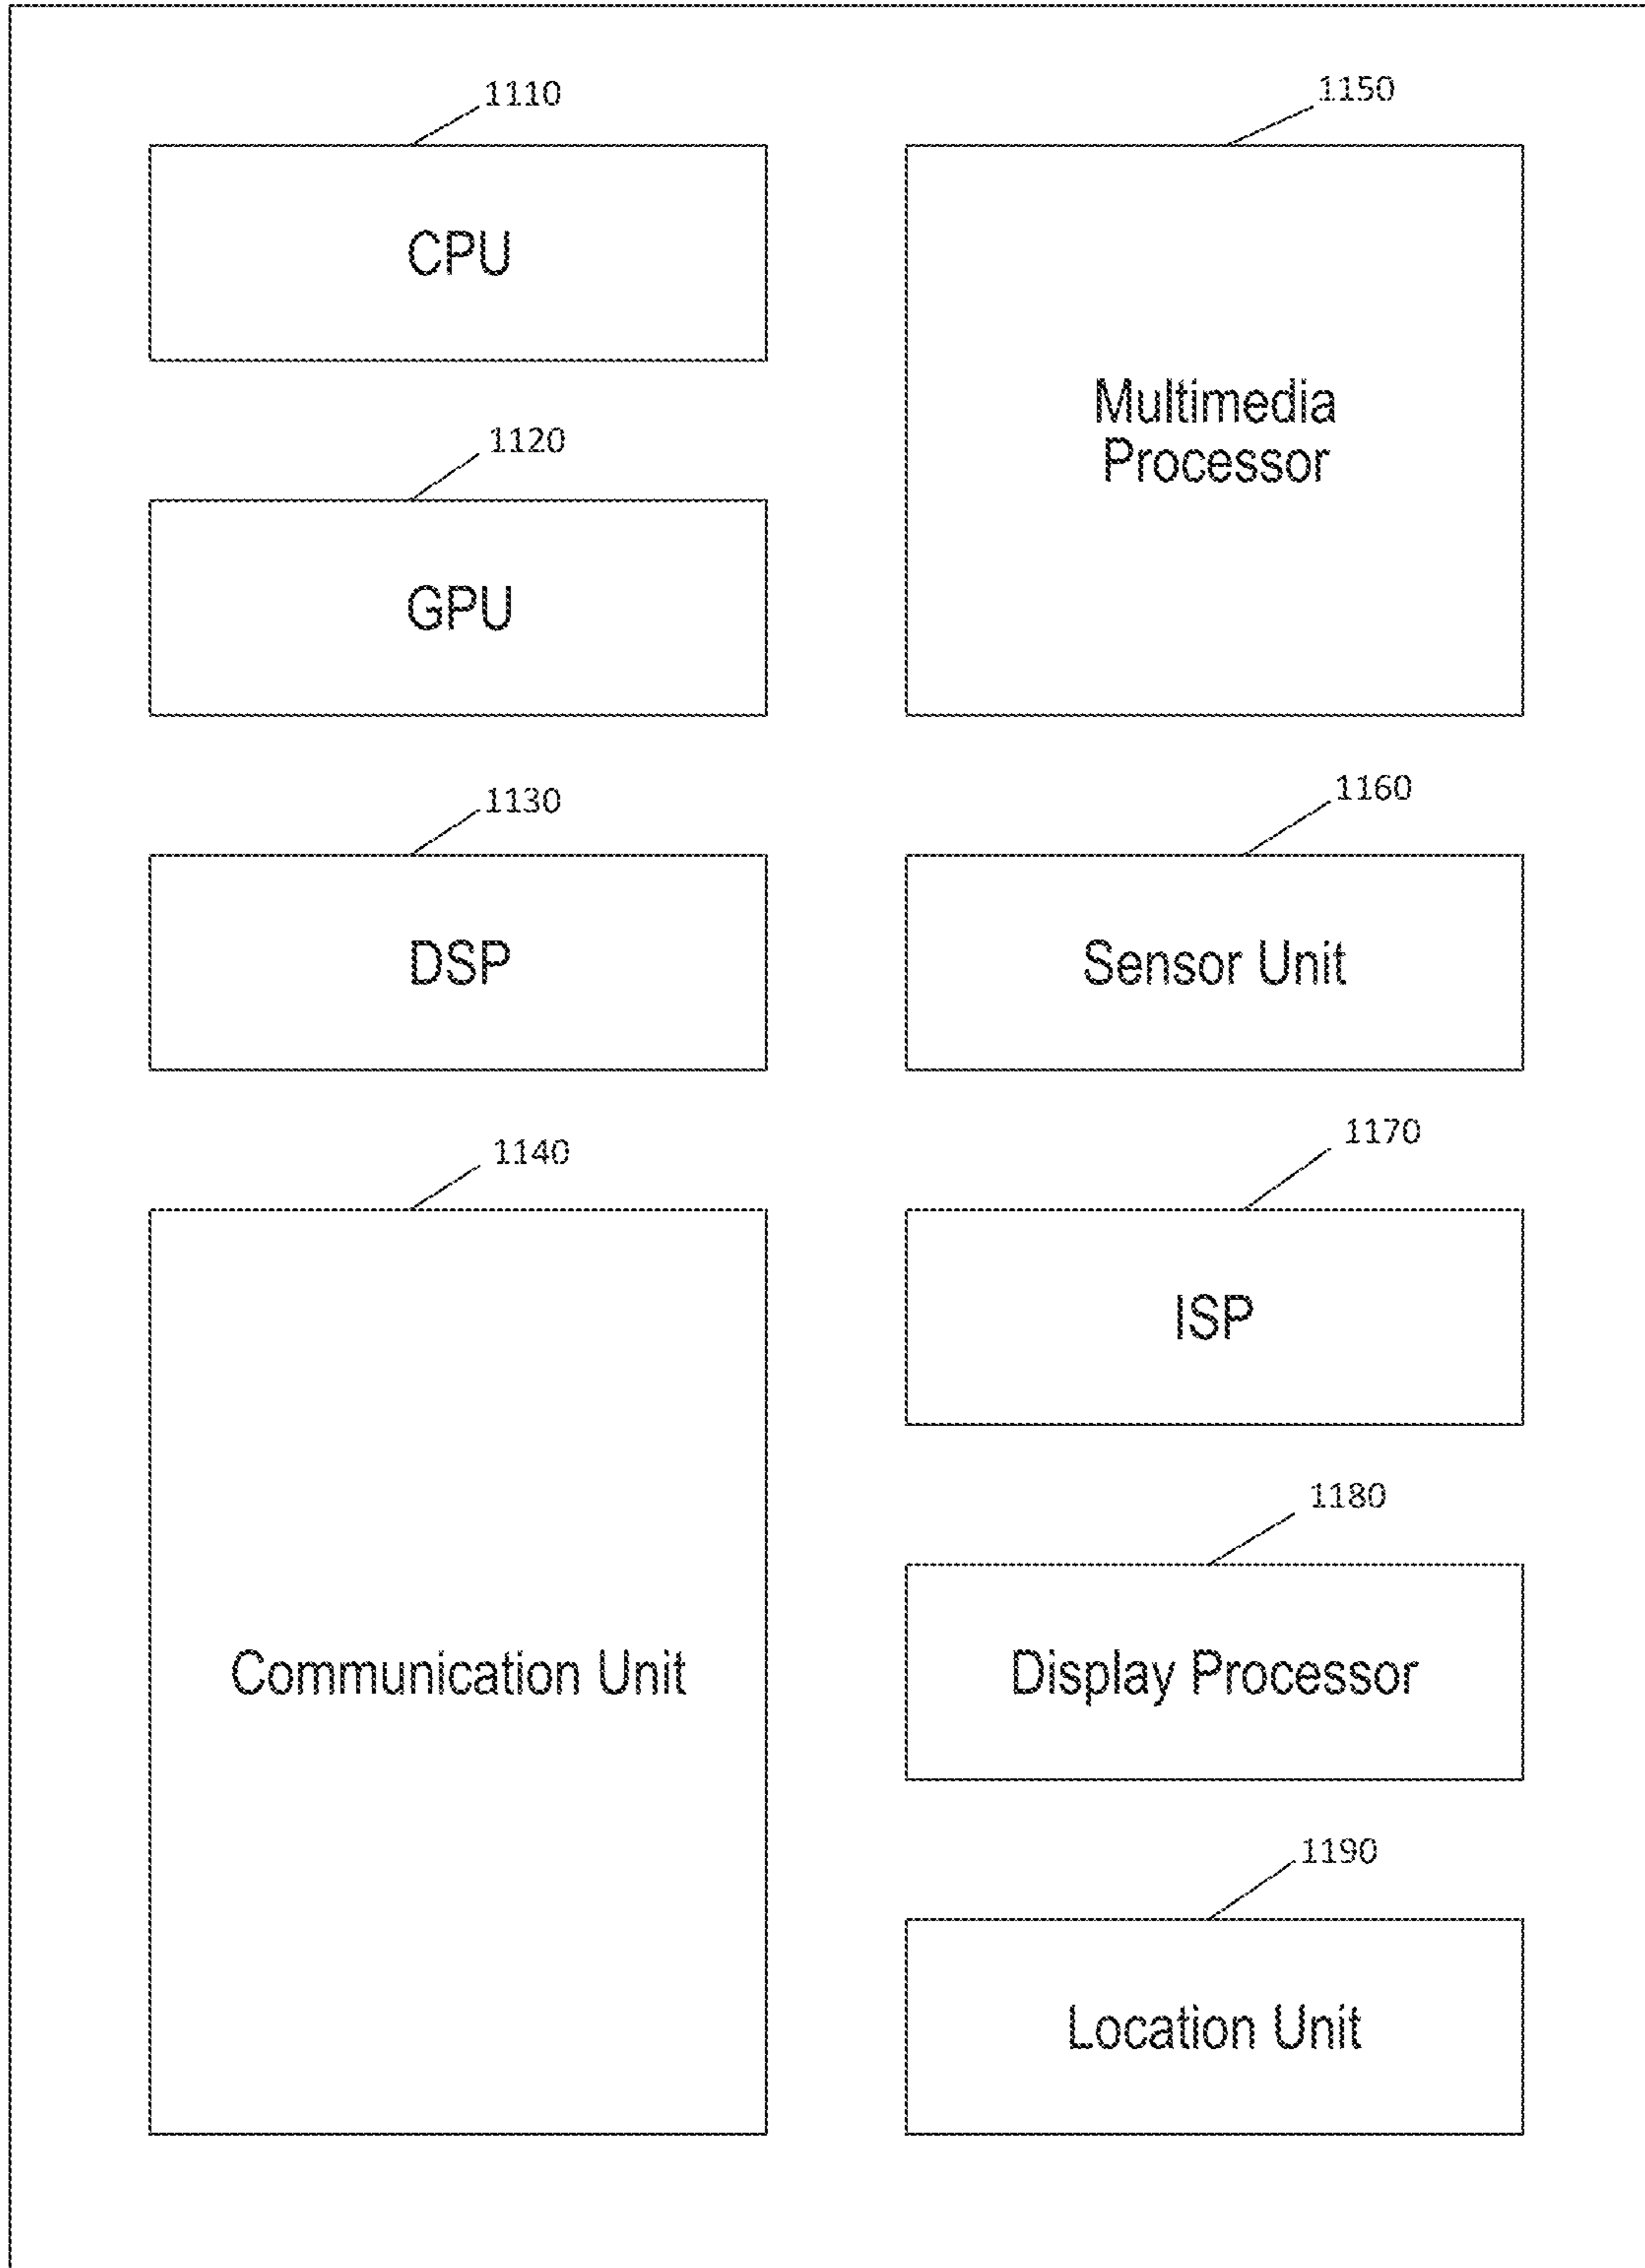 1110
CPU
1120
GPU
1130
DSP
1140
Communication Unit
1150
Multimedia
Processor
1160
Sensor Unit
1170
ISP
1180
Display Processor
1190
Location Unit